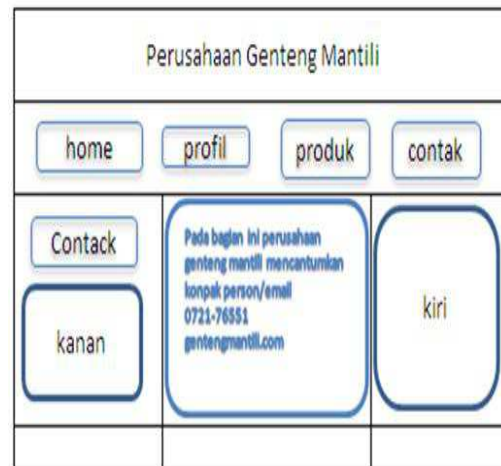 Perusahaan Genteng Mantili
home profil produk contak
Contack
kanan
Pada bagian ini perusahaan
genteng mantili mencantumkan
konpak person/email
0721-76551
gentengmantili.com
kiri